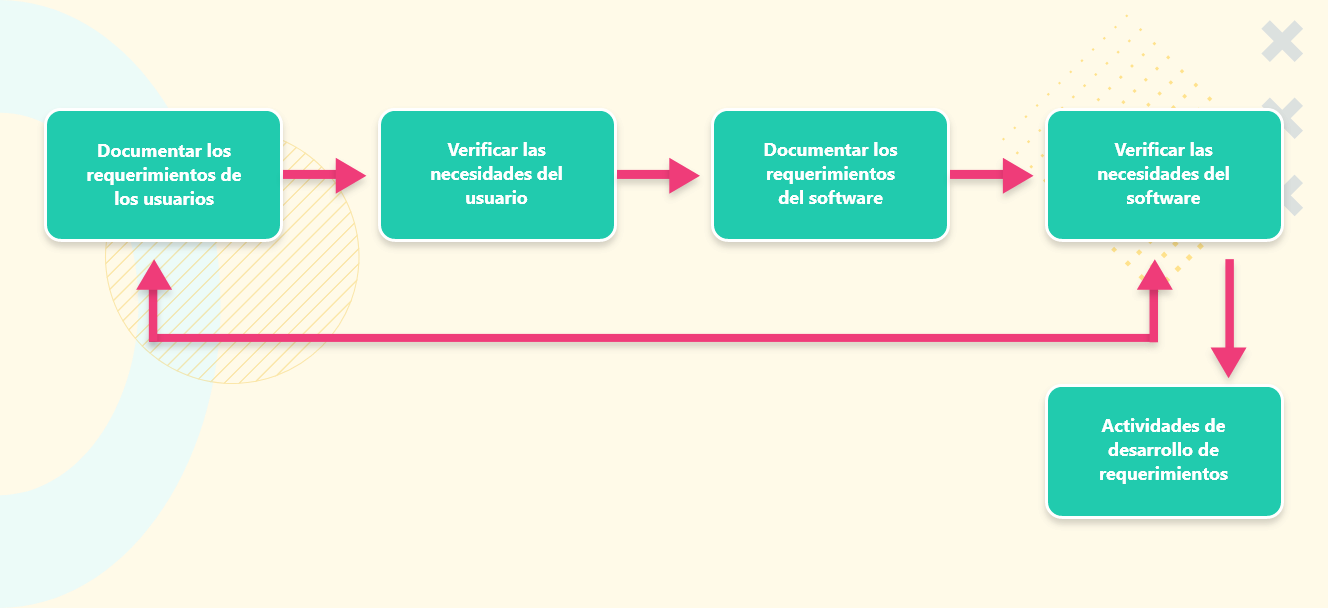 Documentar los
requerimientos de
los usuarios
Verificar las
necesidades del
usuario
Documentar los
requerimientos
del software
Verificar las
necesidades del
software
Actividades de
desarrollo de
requerimientos